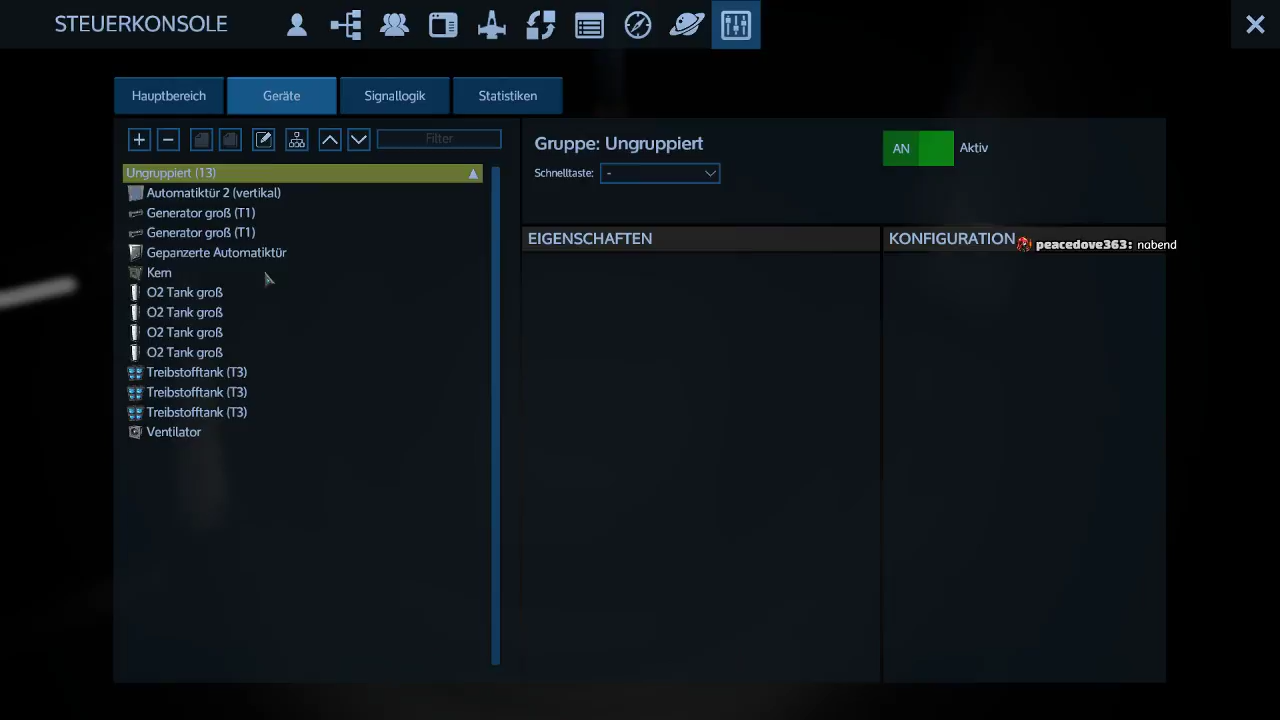 STEUERKONSOLE
Hauptbereich
Geräte
Signallogik
Statistiken
Filter
Ungruppiert (13)
Automatiktür 2 (vertikal)
Generator groß (T1)
Generator groß (T1)
Gepanzerte Automatiktür
Kern
O2 Tank groß
O2 Tank groß
O2 Tank groß
O2 Tank groß
Treibstofftank (T3)
Treibstofftank (T3)
Treibstofftank (T3)
Ventilator
Gruppe: Ungruppiert
AN Aktiv
Schnelltaste: -
EIGENSCHAFTEN
KONFIGURATION
peacedove363: nabend